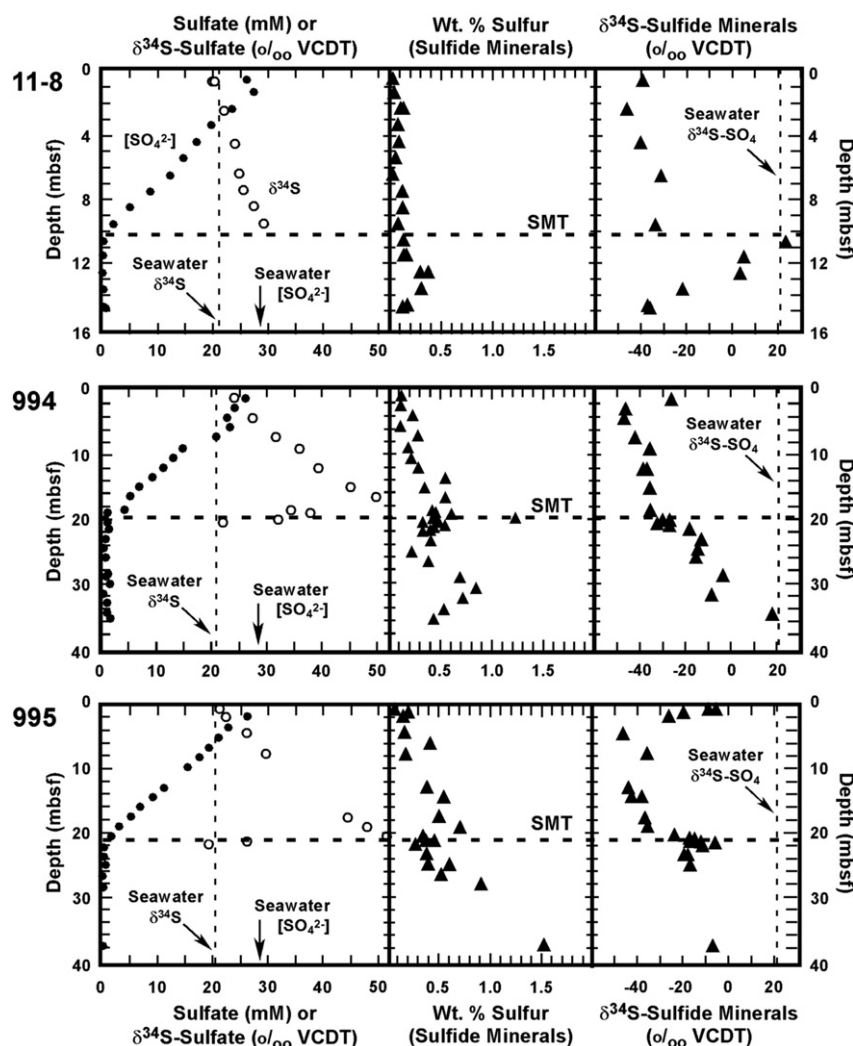 Sulfate (mM) or
δ34S-Sulfate (o/oo VCDT)
Wt. % Sulfur
(Sulfide Minerals)
δ34S-Sulfide Minerals
(o/oo VCDT)
11-8
Depth (mbsf)
0
4
8
12
16
[SO42-]
δ34S
Seawater
δ34S
Seawater
[SO42-]
0 10 20 30 40 50
SMT
0.5 1.0 1.5
Seawater
δ34S-SO4
-40 -20 0 20
0
4
8
12
16
Depth (mbsf)
994
Depth (mbsf)
0
10
20
30
40
Seawater
δ34S
Seawater
[SO42-]
0 10 20 30 40 50
SMT
0.5 1.0 1.5
Seawater
δ34S-SO4
-40 -20 0 20
0
10
20
30
40
Depth (mbsf)
995
Depth (mbsf)
0
10
20
30
40
Seawater
δ34S
Seawater
[SO42-]
0 10 20 30 40 50
SMT
0.5 1.0 1.5
Seawater
δ34S-SO4
-40 -20 0 20
0
10
20
30
40
Depth (mbsf)
Sulfate (mM) or
δ34S-Sulfate (o/oo VCDT)
Wt. % Sulfur
(Sulfide Minerals)
δ34S-Sulfide Minerals
(o/oo VCDT)